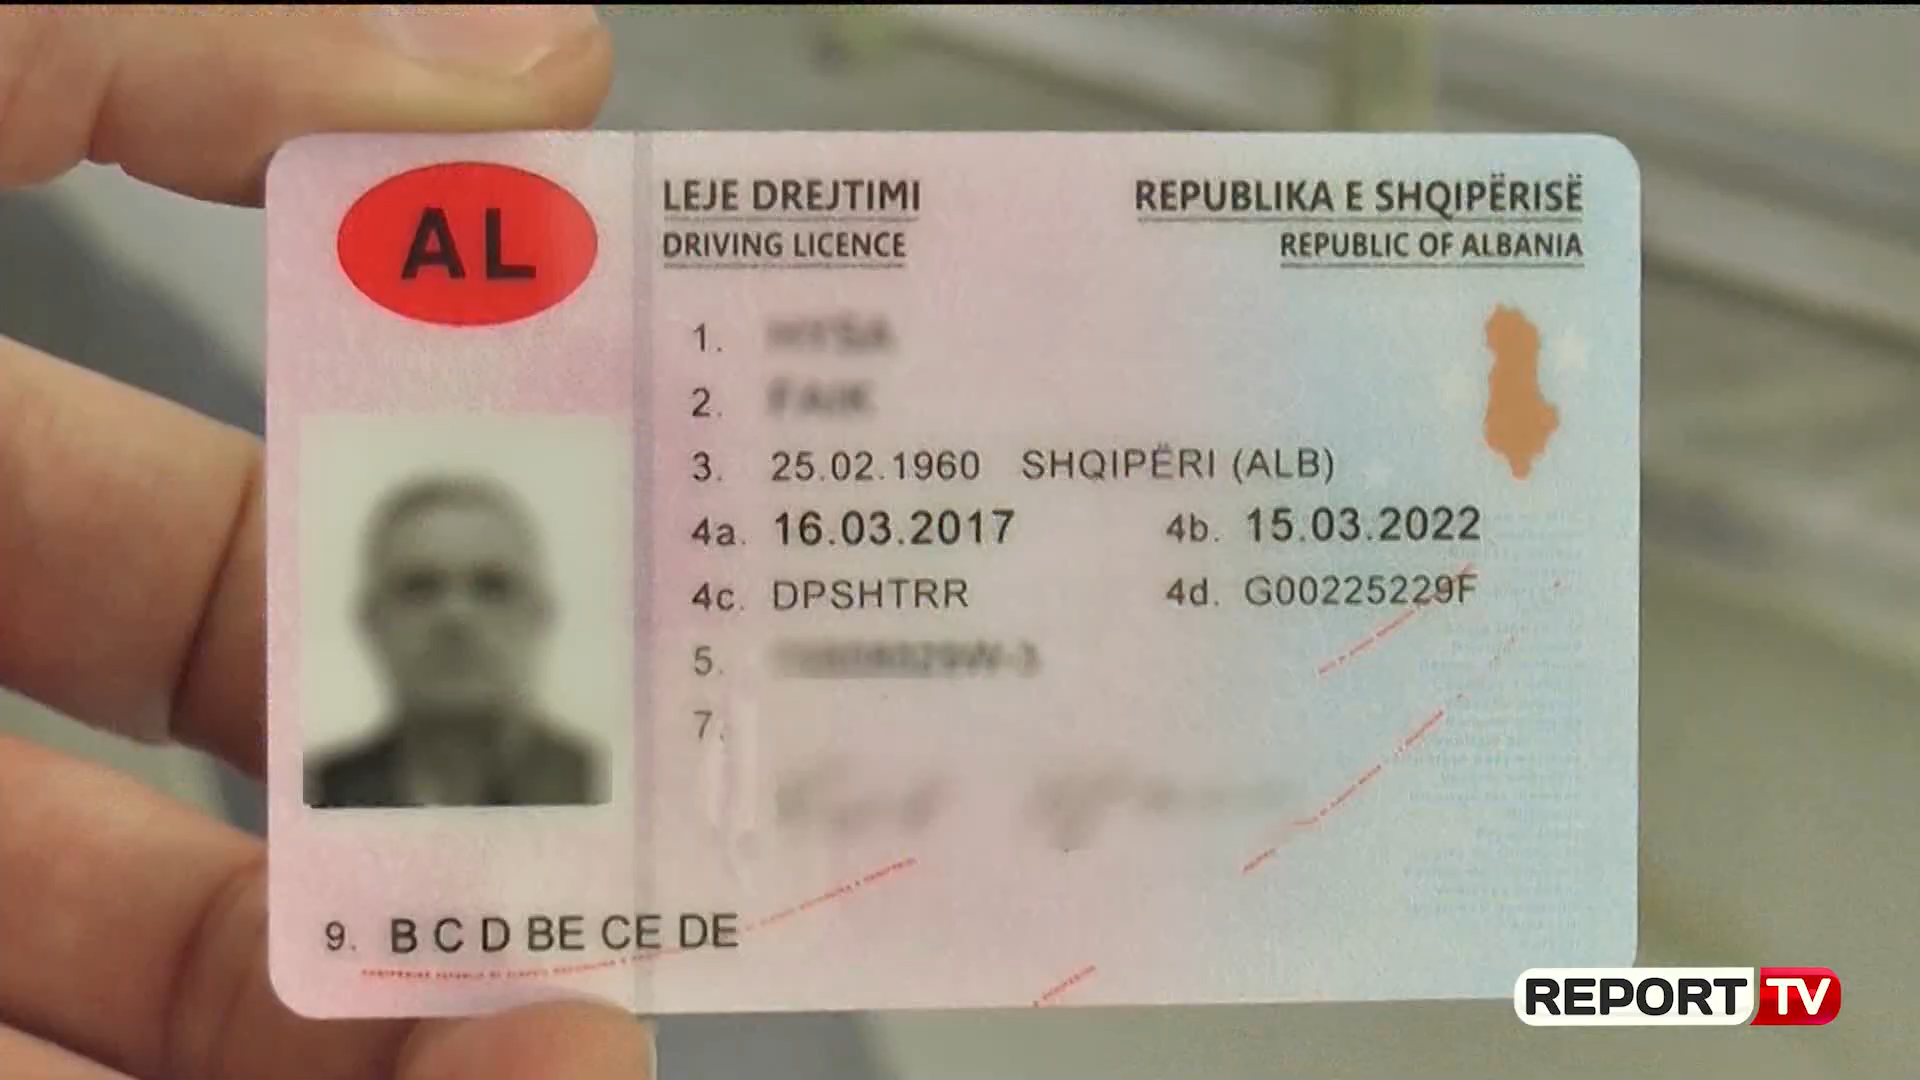 AL
LEJE DREJTIMI
DRIVING LICENCE
REPUBLIKA E SHQIPËRISË
REPUBLIC OF ALBANIA
1.
2.
3. 25.02.1960 SHQIPËRI (ALB)
4a. 16.03.2017 4b. 15.03.2022
4c. DPSHTRR 4d. G00225229F
5.
7.
9. B C D BE CE DE
REPORT TV